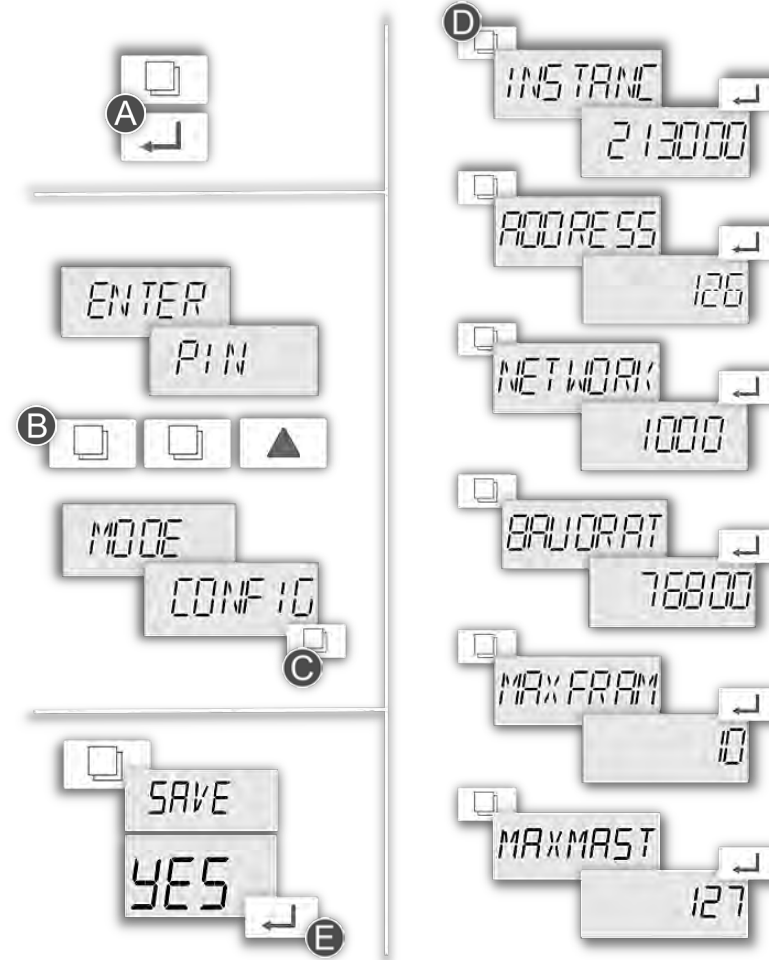 A
ENTER
PIN
B
MODE
CONFIG
C
SAVE
YES
E
D
INSTANC
213000
ADDRESS
126
NETWORK
1000
BAUDRAT
76800
MAXFRAM
10
MAXMAST
127